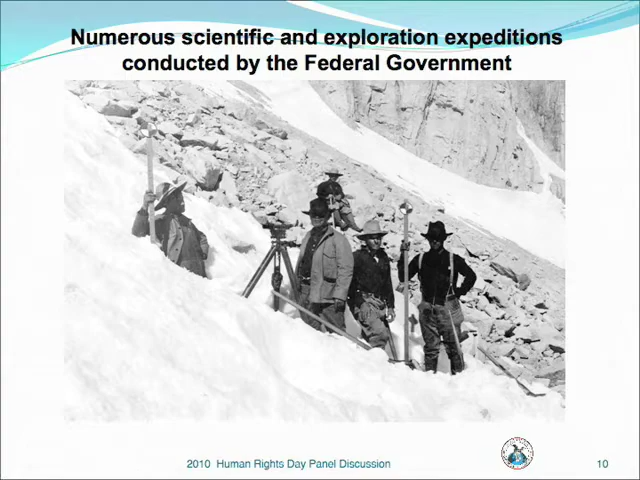 Numerous scientific and exploration expeditions
conducted by the Federal Government
2010 Human Rights Day Panel Discussion
10